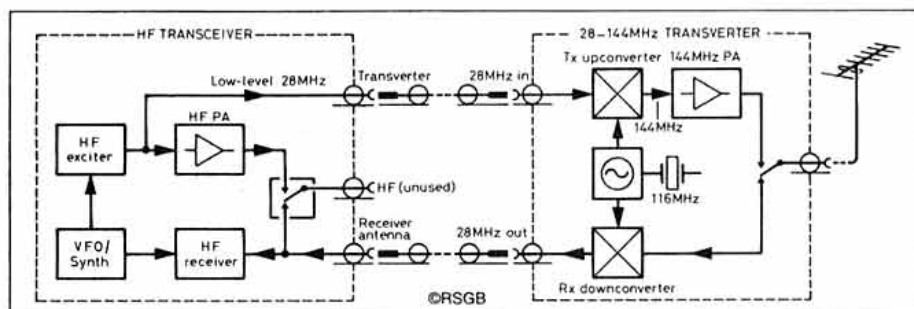 HF TRANSCEIVER
28–144MHz TRANSVERTER
Low-level 28MHz
Transverter
28MHz in
Tx upconverter
144MHz PA
HF PA
144MHz
HF
exciter
HF (unused)
116MHz
Receiver
antenna
28MHz out
VFO/
Synth
HF
receiver
Rx downconverter
©RSGB